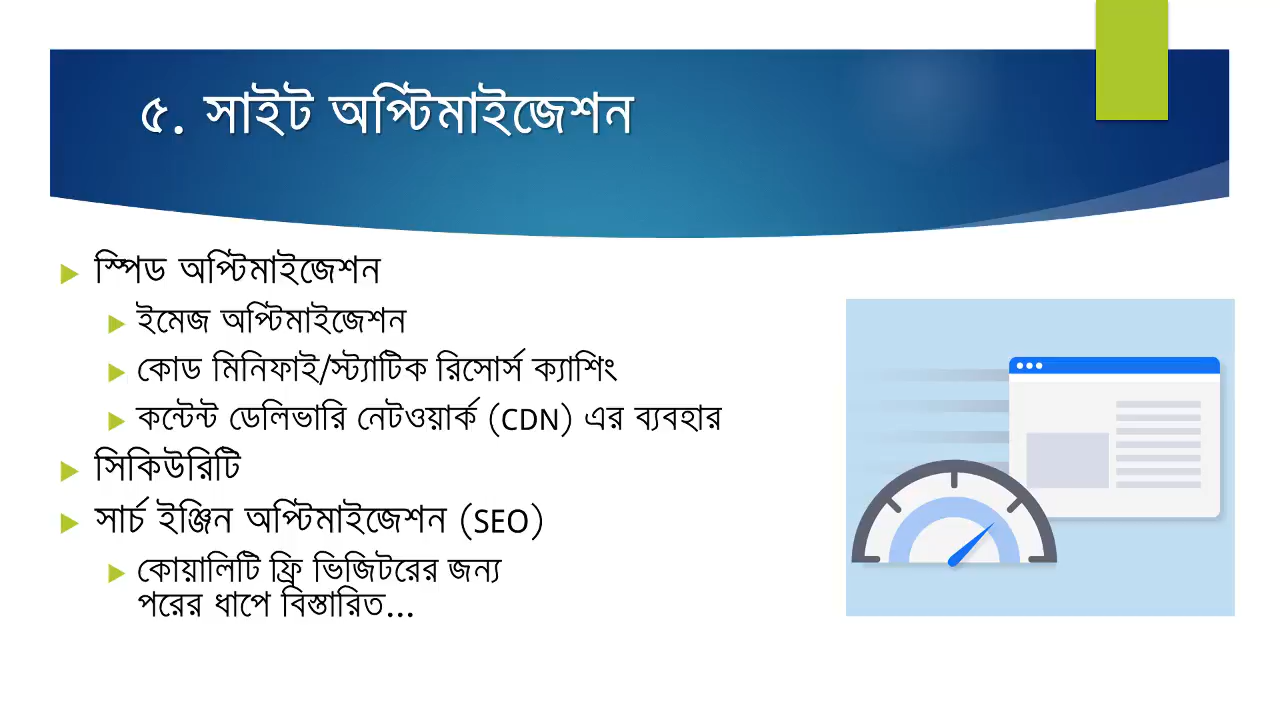 ৫. সাইট অপ্টিমাইজেশন
স্পিড অপ্টিমাইজেশন
ইমেজ অপ্টিমাইজেশন
কোড মিনিফাই/স্ট্যাটিক রিসোর্স ক্যাশিং
কন্টেন্ট ডেলিভারি নেটওয়ার্ক (CDN) এর ব্যবহার
সিকিউরিটি
সার্চ ইঞ্জিন অপ্টিমাইজেশন (SEO)
কোয়ালিটি ফ্রি ভিজিটরের জন্য
পরের ধাপে বিস্তারিত...